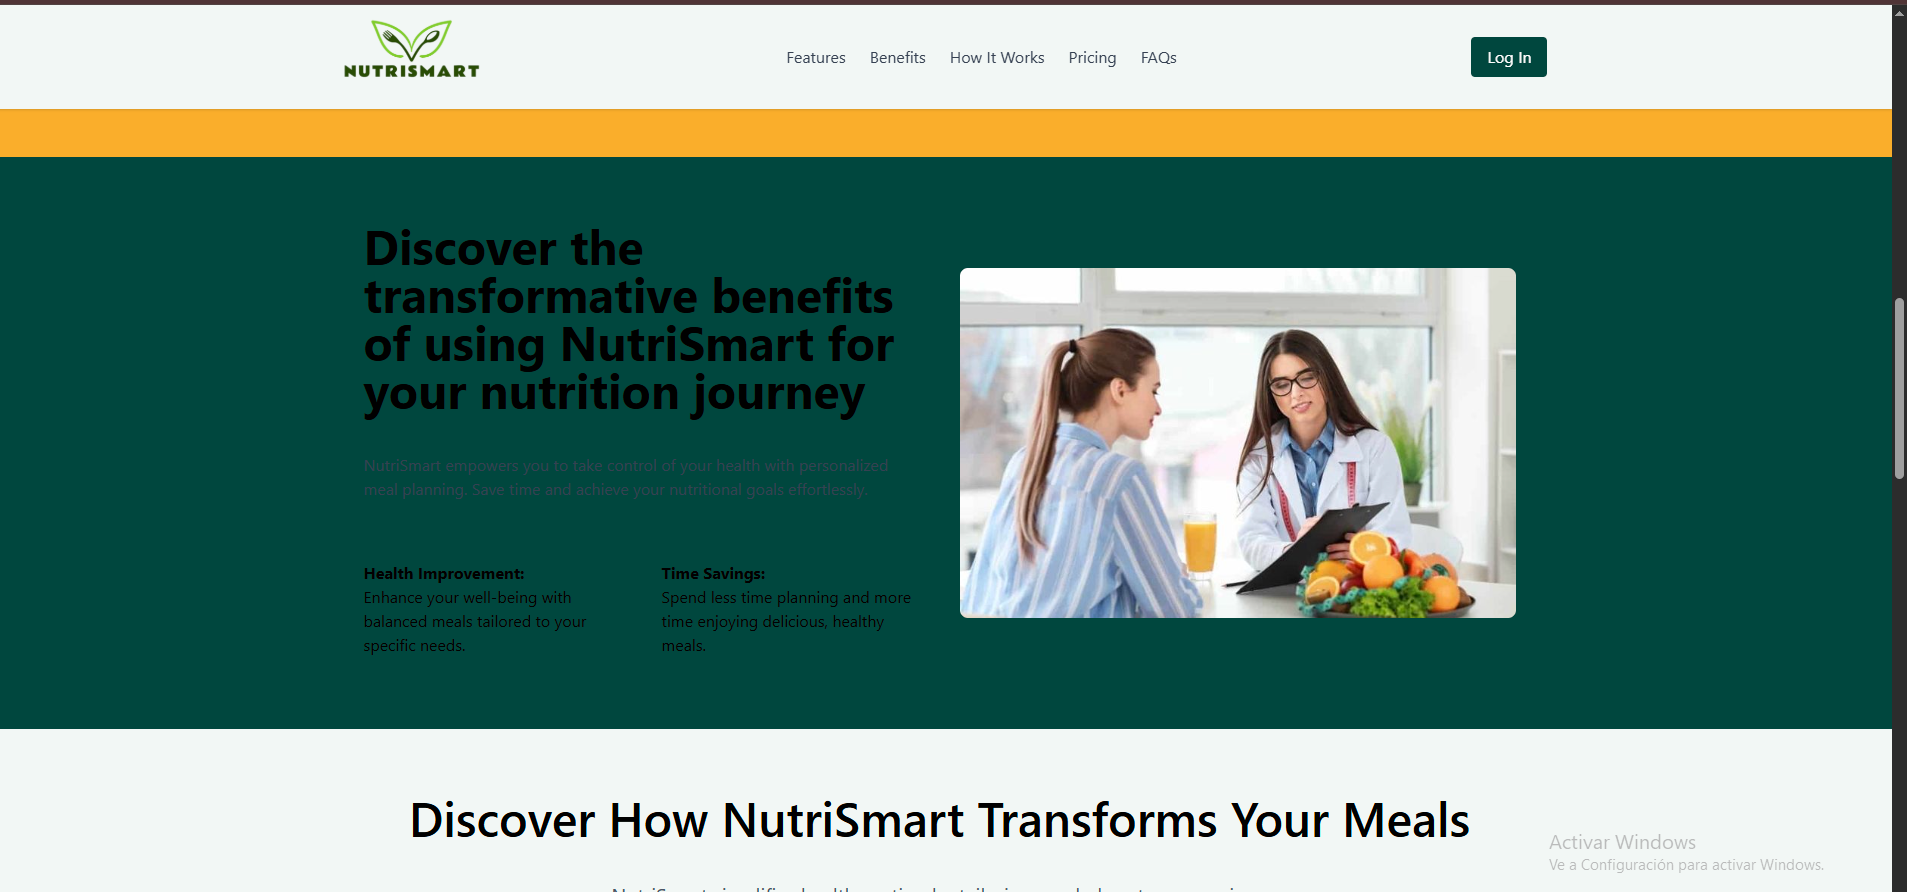 NUTRISMART
Features Benefits How It Works Pricing FAQs
Log In
Discover the
transformative benefits
of using NutriSmart for
your nutrition journey
NutriSmart empowers you to take control of your health with personalized
meal planning. Save time and achieve your nutritional goals effortlessly.
Health Improvement:
Enhance your well-being with
balanced meals tailored to your
specific needs.
Time Savings:
Spend less time planning and more
time enjoying delicious, healthy
meals.
Discover How NutriSmart Transforms Your Meals
Activar Windows
Ve a Configuración para activar Windows.